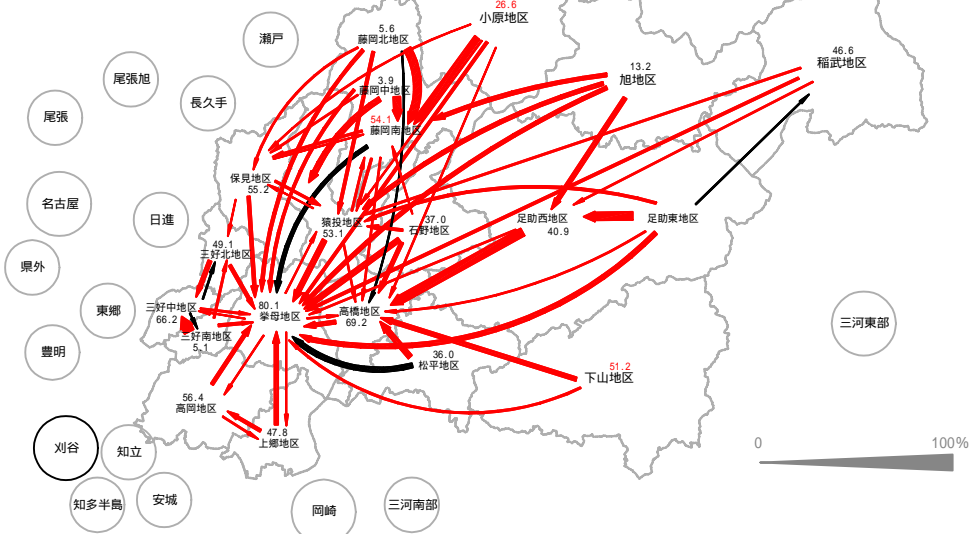 26.6
小原地区
5.6
藤岡北地区
瀬戸
46.6
稲武地区
13.2
旭地区
尾張旭
3.9
藤岡中地区
長久手
尾張
54.1
藤岡南地区
保見地区
55.2
名古屋
日進
猿投地区
53.1
37.0
石野地区
足助西地区
40.9
足助東地区
49.1
三好北地区
県外
東郷
三好中地区
66.2
80.1
挙母地区
高橋地区
69.2
三河東部
豊明
三好南地区
5.1
36.0
松平地区
51.2
下山地区
56.4
高岡地区
47.8
上郷地区
刈谷
知立
0
100%
知多半島
安城
岡崎
三河南部